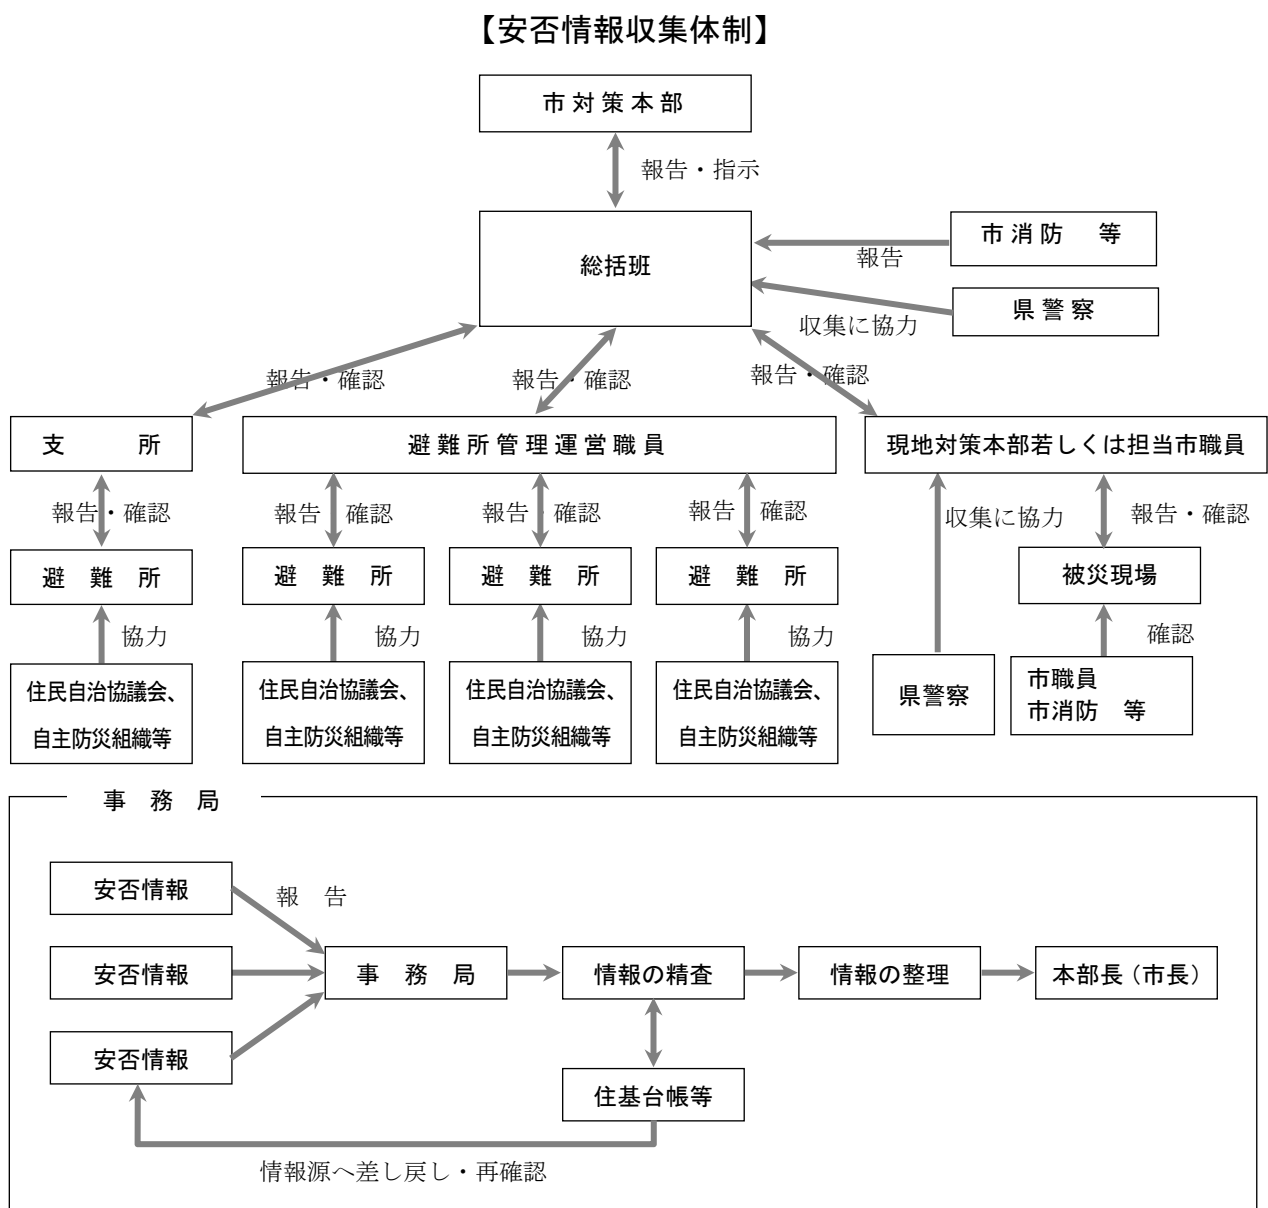 【安否情報収集体制】
市対策本部
報告・指示
総括班
市消防 等
報告
県警察
収集に協力
報告・確認
報告・確認
報告・確認
支 所
避難所管理運営職員
現地対策本部若しくは担当市職員
報告・確認
報告 確認
報告・確認
報告 確認
収集に協力
報告・確認
避 難 所
避 難 所
避 難 所
避 難 所
被災現場
協力
協力
協力
協力
確認
住民自治協議会、
自主防災組織等
住民自治協議会、
自主防災組織等
住民自治協議会、
自主防災組織等
住民自治協議会、
自主防災組織等
県警察
市職員
市消防 等
事 務 局
安否情報
報 告
安否情報
事 務 局
情報の精査
情報の整理
本部長（市長）
安否情報
住基台帳等
情報源へ差し戻し・再確認